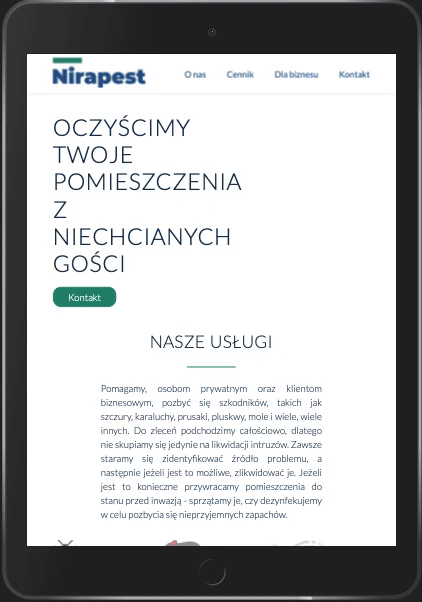 Nirapest
O nas Cennik Dla biznesu Kontakt
OCZYŚCIMY
TWOJE
POMIESZCZENIA
Z
NIECHCIANYCH
GOŚCI
Kontakt
NASZE USŁUGI
Pomagamy, osobom prywatnym oraz klientom
biznesowym, pozbyć się szkodników, takich jak
szczury, karaluchy, prusaki, pluskwy, mole i wiele, wiele
innych. Do zleceń podchodzimy całościowo, dlatego
nie skupiamy się jedynie na likwidacji intruzów. Zawsze
staramy się zidentyfikować źródło problemu, a
następnie jeżeli jest to możliwe, zlikwidować je. Jeżeli
jest to konieczne przywracamy pomieszczenia do
stanu przed inwazją - sprzątamy je, czy dezynfekujemy
w celu pozbycia się nieprzyjemnych zapachów.